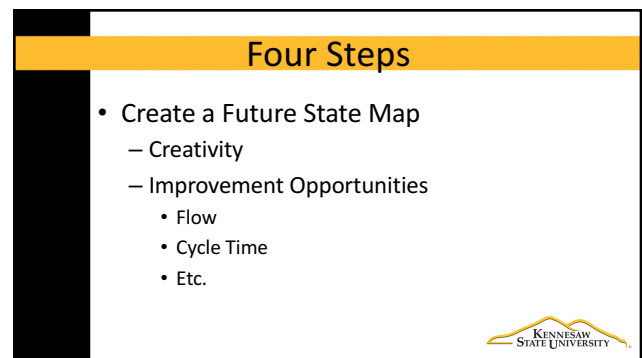 Four Steps
• Create a Future State Map
– Creativity
– Improvement Opportunities
• Flow
• Cycle Time
• Etc.
KENNESAW
STATE UNIVERSITY